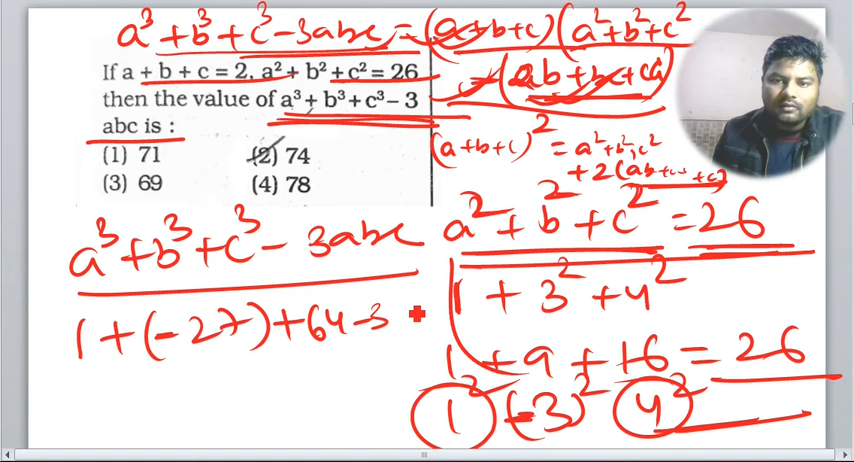 a³ + b³ + c³ - 3abc = (a+b+c) (a² + b² + c²
- (ab + bc + ca)
If a + b + c = 2, a² + b² + c² = 26
then the value of a³ + b³ + c³ – 3
abc is :
(1) 71
(2) 74
(3) 69
(4) 78
(a+b+c)² = a² + b² + c²
+ 2(ab +
a² + b² + c² = 26
a³ + b³ + c³ - 3abc
1 + 3² + 4²
1 + (-27) + 64 - 3
1 + 9 + 16 = 26
1² (-3)² 4²